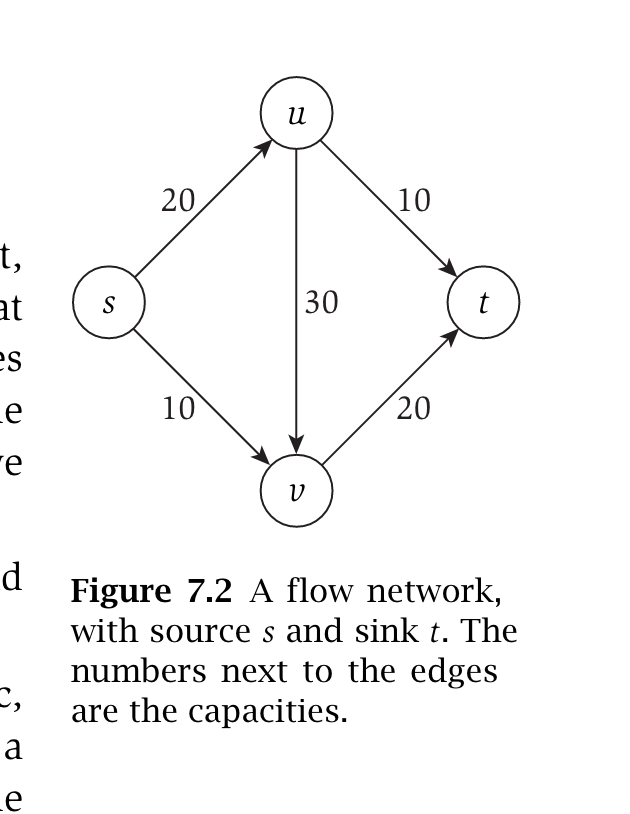 u
20
10
t,
at
s
30
t
es
10
20
v
Figure 7.2 A flow network,
with source s and sink t. The
numbers next to the edges
are the capacities.
a